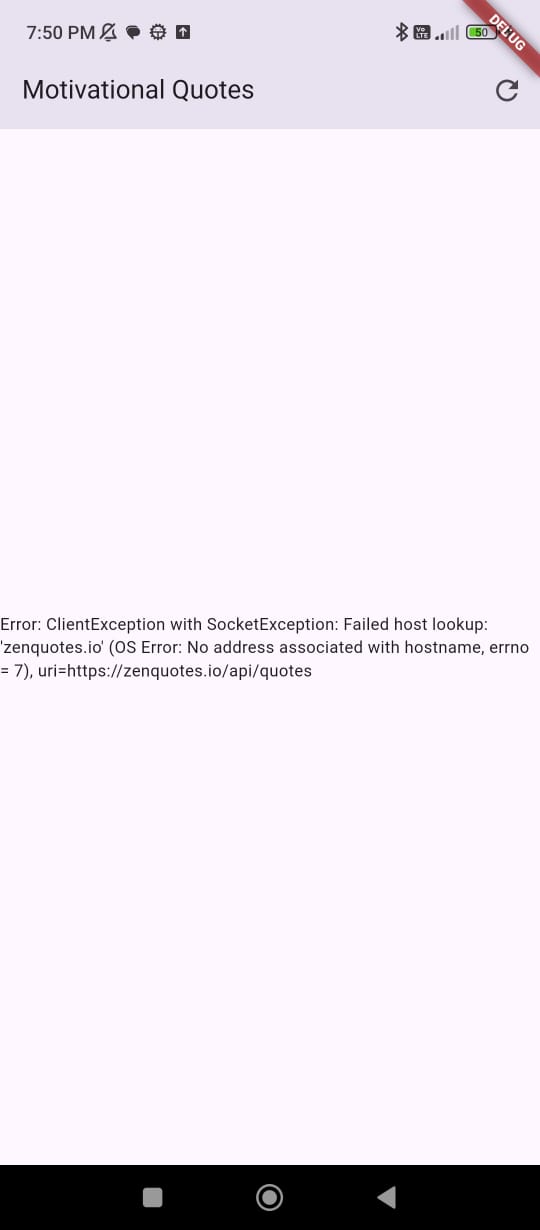 7:50 PM
Vo
LTE
50
DEBUG
Motivational Quotes
Error: ClientException with SocketException: Failed host lookup:
'zenquotes.io' (OS Error: No address associated with hostname, errno
= 7), uri=https://zenquotes.io/api/quotes